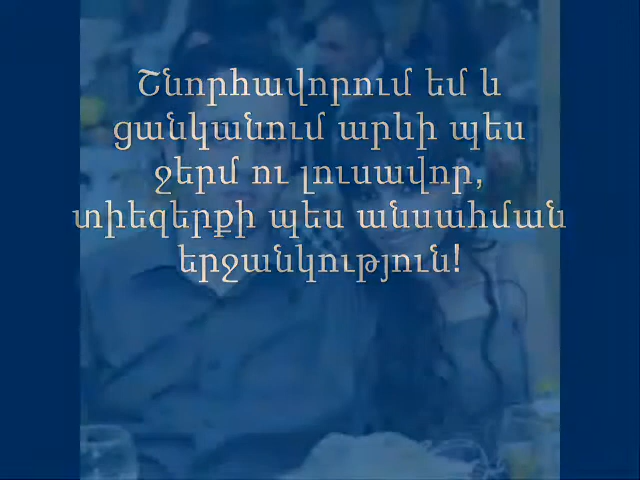 Շնորհավորում եմ և
ցանկանում արևի պես
ջերմ ու լուսավոր,
տիեզերքի պես անսահման
երջանկություն!